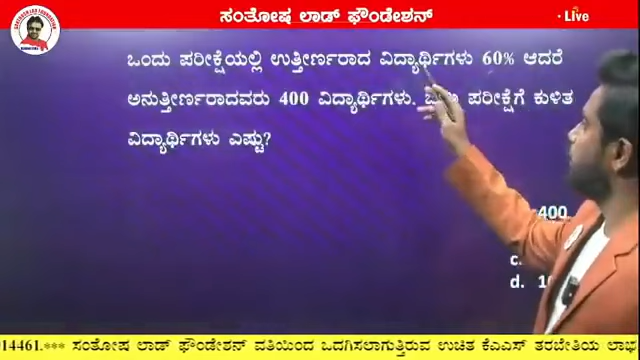 ಸಂತೋಷ ಲಾಡ್ ಫೌಂಡೇಶನ್
· Live
ಒಂದು ಪರೀಕ್ಷೆಯಲ್ಲಿ ಉತ್ತೀರ್ಣರಾದ ವಿದ್ಯಾರ್ಥಿಗಳು 60% ಆದರೆ
ಅನುತ್ತೀರ್ಣರಾದವರು 400 ವಿದ್ಯಾರ್ಥಿಗಳು. ಪರೀಕ್ಷೆಗೆ ಕುಳಿತ
ವಿದ್ಯಾರ್ಥಿಗಳು ಎಷ್ಟು?
400
c.
d.
14461.*** ಸಂತೋಷ ಲಾಡ್ ಫೌಂಡೇಶನ್ ವತಿಯಿಂದ ಒದಗಿಸಲಾಗುತ್ತಿರುವ ಉಚಿತ ಕೆಎಎಸ್ ತರಬೇತಿಯ ಲಾಭ